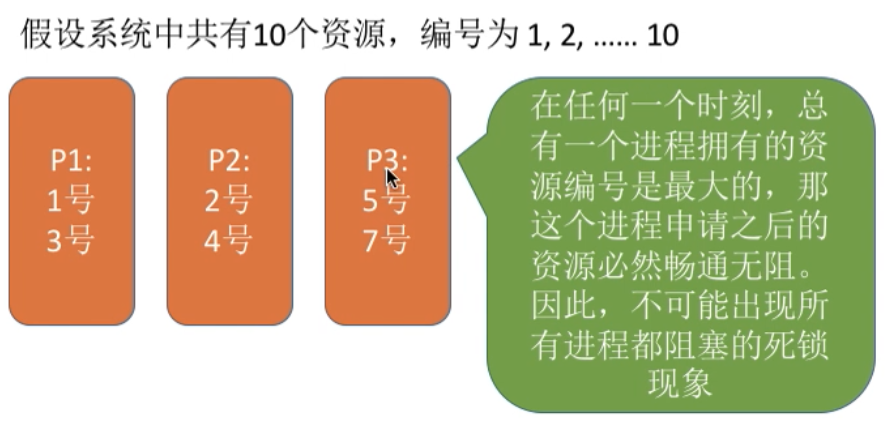 假设系统中共有10个资源，编号为 1, 2, …… 10
P1:
1号
3号
P2:
2号
4号
P3:
5号
7号
在任何一个时刻，总
有一个进程拥有的资
源编号是最大的，那
这个进程申请之后的
资源必然畅通无阻。
因此，不可能出现所
有进程都阻塞的死锁
现象